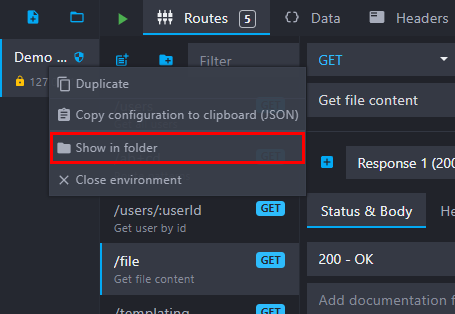 Routes 5 Data Headers
Demo ...
127
Filter
GET
Duplicate
Copy configuration to clipboard (JSON)
Show in folder
Close environment
Get file content
Response 1 (200
/users/:userId GET
Get user by id
/file GET
Get file content
/templating GET
Status & Body He
200 - OK
Add documentation f